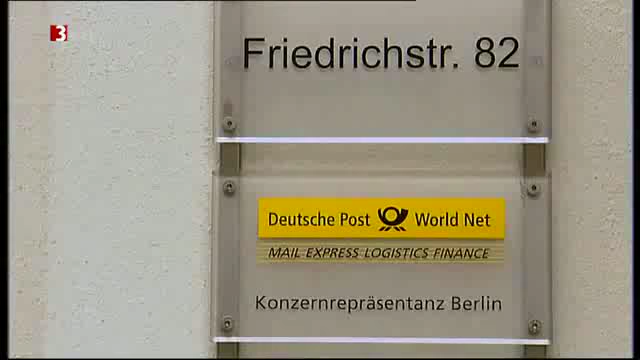 3
Friedrichstr. 82
Deutsche Post World Net
MAIL EXPRESS LOGISTICS FINANCE
Konzernrepräsentanz Berlin